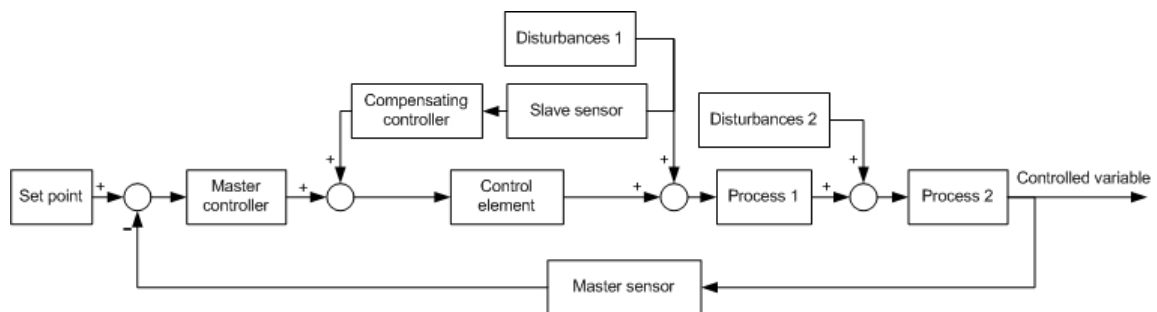 Disturbances 1
Compensating
controller
Slave sensor
Disturbances 2
+
+
+
Set point
+
Master
controller
+
Control
element
+
Process 1
+
Process 2
Controlled variable
−
Master sensor